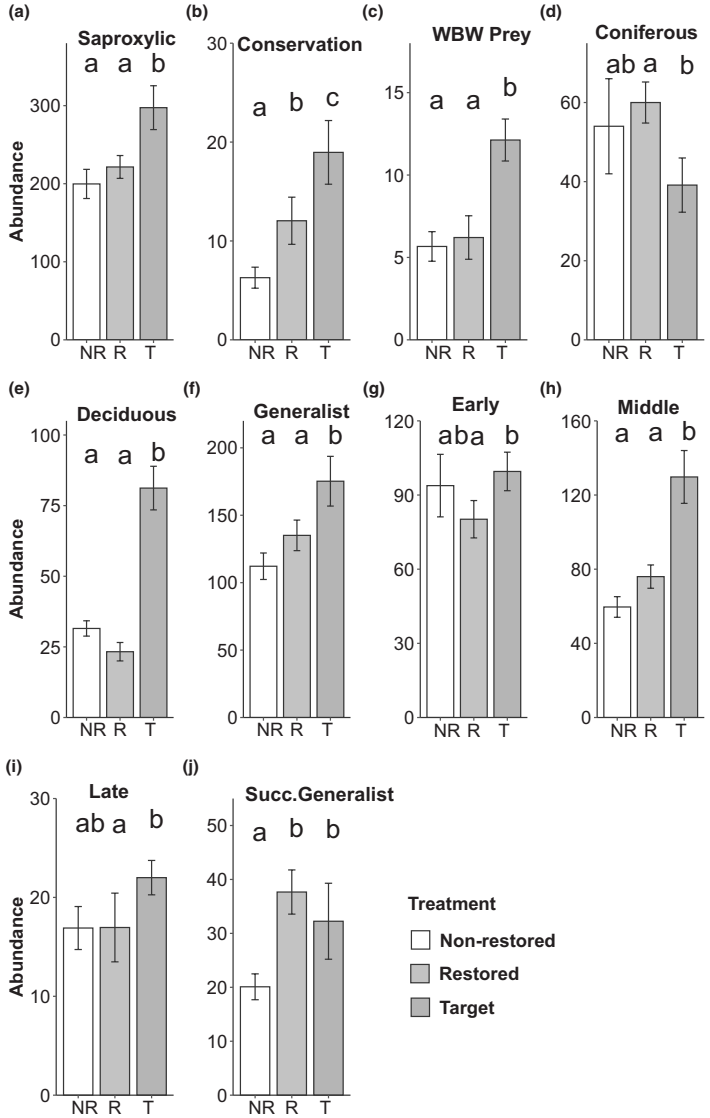 (a)
Saproxylic
a a b
Abundance
300
200
100
0
NR R T
(b)
Conservation
a b c
30
20
10
0
NR R T
(c)
WBW Prey
a a b
15
10
5
0
NR R T
(d)
Coniferous
ab a b
60
40
20
0
NR R T
(e)
Deciduous
a a b
Abundance
100
75
50
25
0
NR R T
(f)
Generalist
a a b
200
150
100
50
0
NR R T
(g)
Early
ab a b
120
90
60
30
0
NR R T
(h)
Middle
a a b
160
120
80
40
0
NR R T
(i)
Late
ab a b
Abundance
30
20
10
0
NR R T
(j)
Succ.Generalist
a b b
50
40
30
20
10
0
NR R T
Treatment
Non-restored
Restored
Target